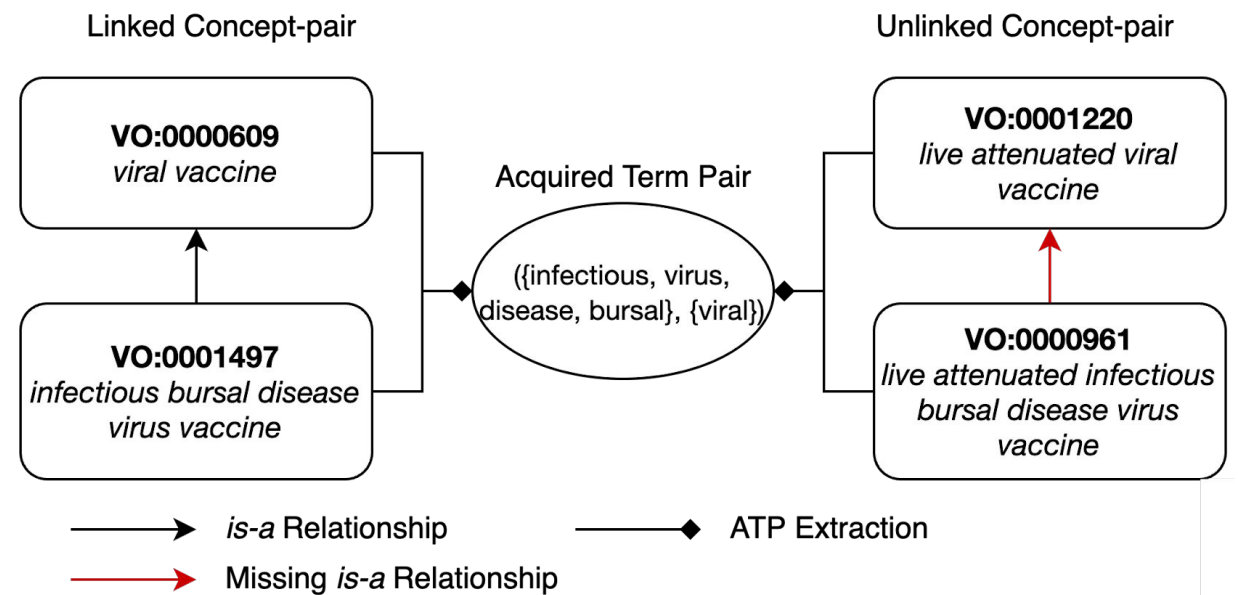 Linked Concept-pair
Unlinked Concept-pair
VO:0000609
viral vaccine
VO:0001220
live attenuated viral
vaccine
Acquired Term Pair
({infectious, virus,
disease, bursal}, {viral})
VO:0001497
infectious bursal disease
virus vaccine
VO:0000961
live attenuated infectious
bursal disease virus
vaccine
is-a Relationship
ATP Extraction
Missing is-a Relationship